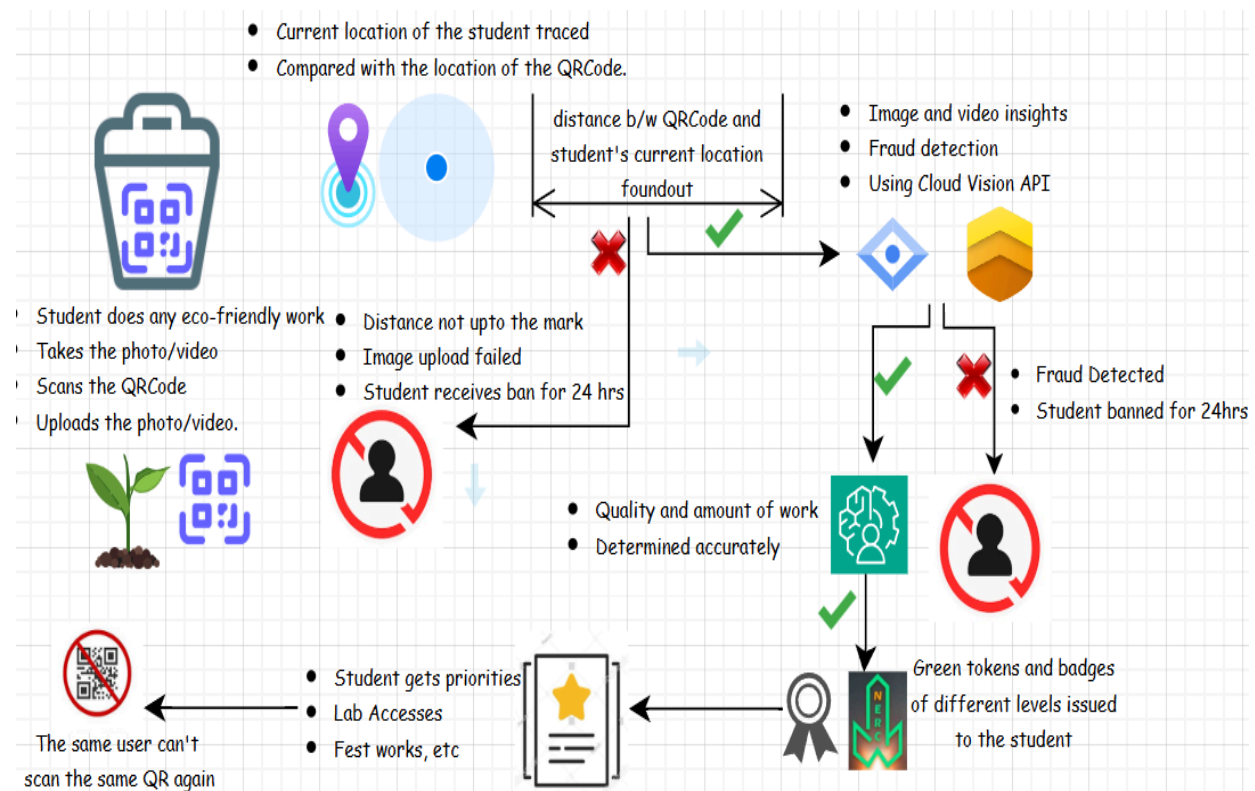 Current location of the student traced
Compared with the location of the QRCode.
distance b/w QRCode and
student's current location
foundout
Image and video insights
Fraud detection
Using Cloud Vision API
Student does any eco-friendly work
Takes the photo/video
Scans the QRCode
Uploads the photo/video.
Distance not upto the mark
Image upload failed
Student receives ban for 24 hrs
Fraud Detected
Student banned for 24hrs
Quality and amount of work
Determined accurately
Green tokens and badges
of different levels issued
to the student
N
E
R
C
Student gets priorities
Lab Accesses
Fest works, etc
The same user can't
scan the same QR again